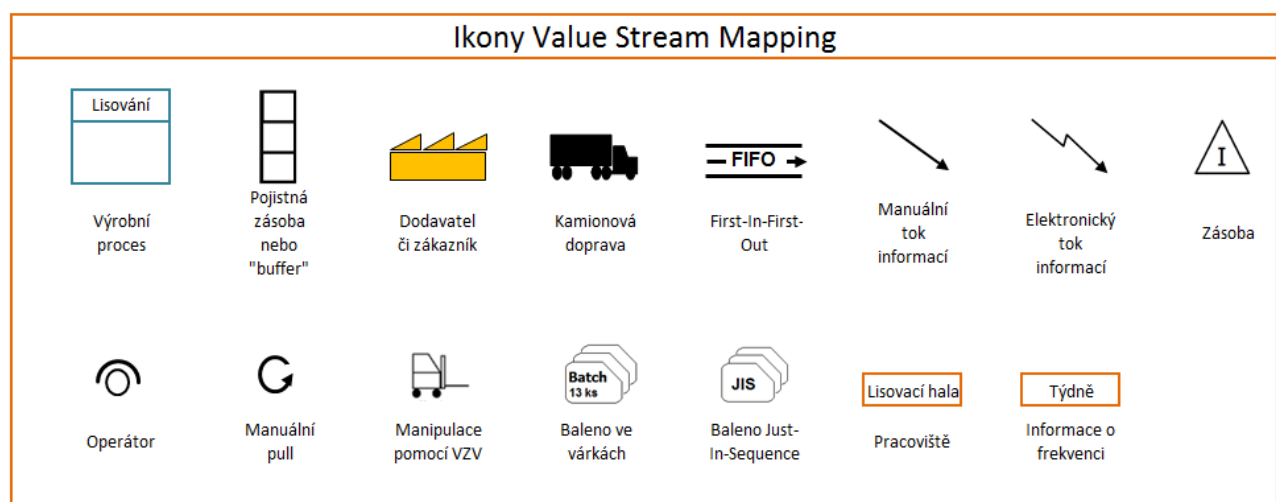 Ikony Value Stream Mapping
Lisování
FIFO
I
Výrobní
proces
Pojistná
zásoba
nebo
"buffer"
Dodavatel
či zákazník
Kamionová
doprava
First-In-First-
Out
Manuální
tok
informací
Elektronický
tok
informací
Zásoba
Batch
13 ks
JIS
Lisovací hala
Týdně
Operátor
Manuální
pull
Manipulace
pomocí VZV
Baleno ve
várkách
Baleno Just-
In-Sequence
Pracoviště
Informace o
frekvenci